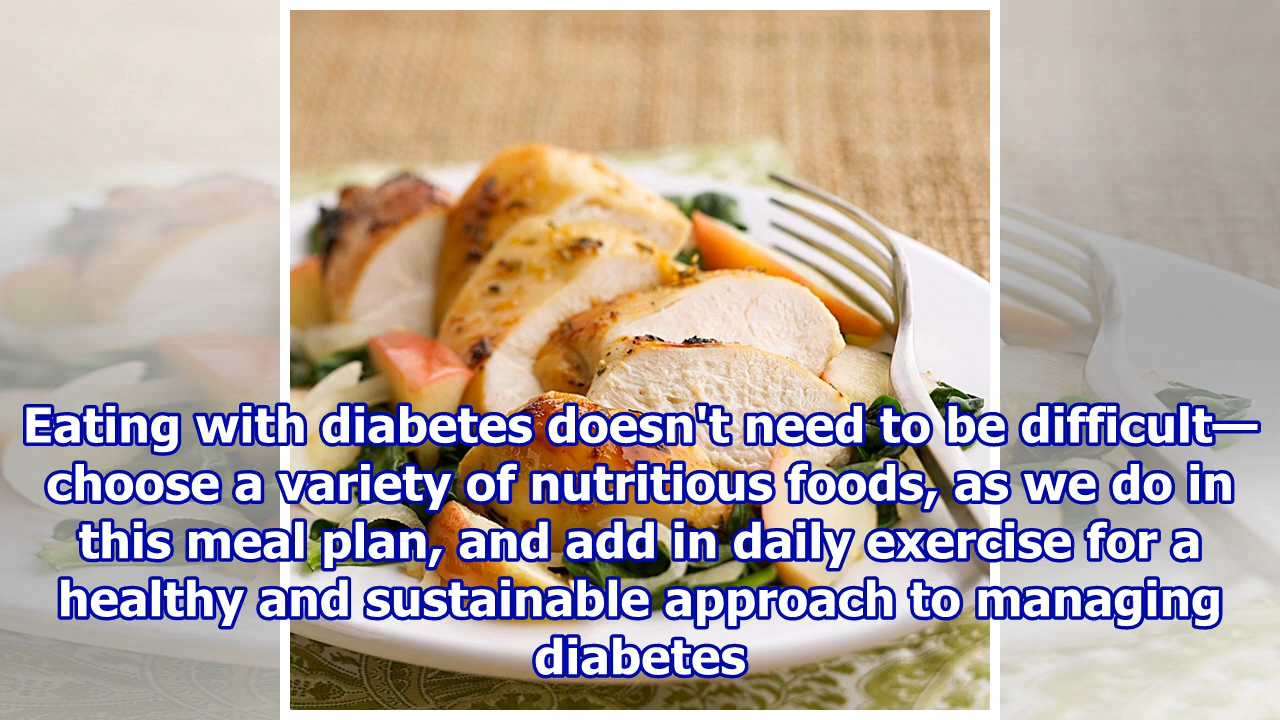 Eating with diabetes doesn't need to be difficult—
choose a variety of nutritious foods, as we do in
this meal plan, and add in daily exercise for a
healthy and sustainable approach to managing
diabetes